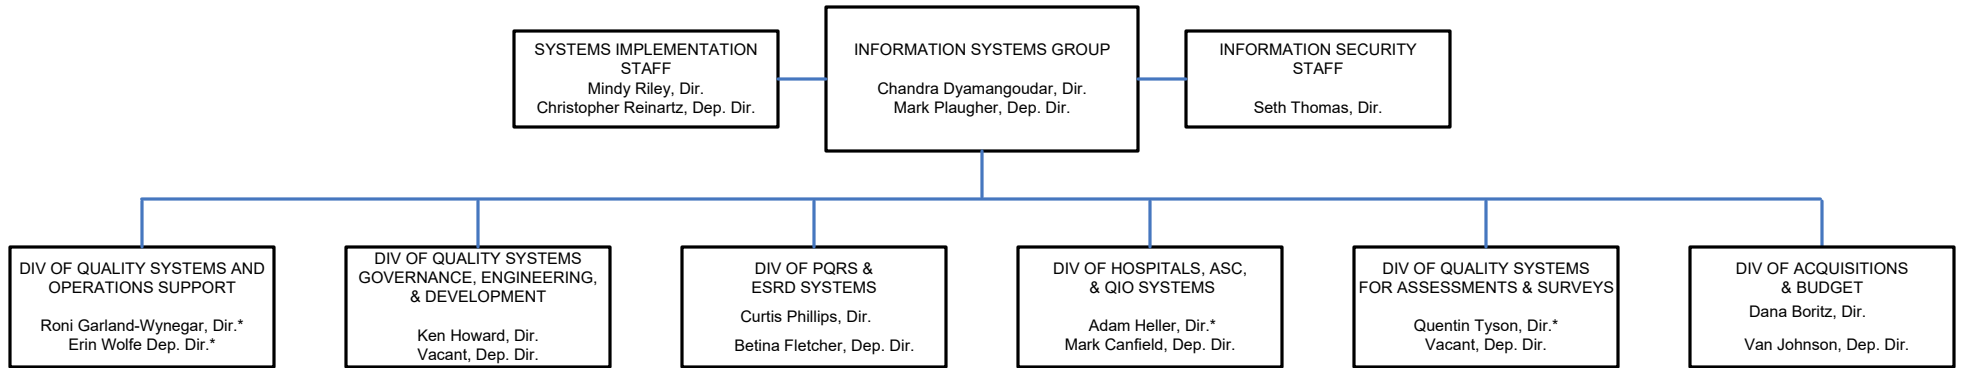 SYSTEMS IMPLEMENTATION
STAFF
Mindy Riley, Dir.
Christopher Reinartz, Dep. Dir.
INFORMATION SYSTEMS GROUP
Chandra Dyamangoudar, Dir.
Mark Plaugher, Dep. Dir.
INFORMATION SECURITY
STAFF
Seth Thomas, Dir.
DIV OF QUALITY SYSTEMS AND
OPERATIONS SUPPORT
Roni Garland-Wynegar, Dir.*
Erin Wolfe Dep. Dir.*
DIV OF QUALITY SYSTEMS
GOVERNANCE, ENGINEERING,
& DEVELOPMENT
Ken Howard, Dir.
Vacant, Dep. Dir.
DIV OF PQRS &
ESRD SYSTEMS
Curtis Phillips, Dir.
Betina Fletcher, Dep. Dir.
DIV OF HOSPITALS, ASC,
& QIO SYSTEMS
Adam Heller, Dir.*
Mark Canfield, Dep. Dir.
DIV OF QUALITY SYSTEMS
FOR ASSESSMENTS & SURVEYS
Quentin Tyson, Dir.*
Vacant, Dep. Dir.
DIV OF ACQUISITIONS
& BUDGET
Dana Boritz, Dir.
Van Johnson, Dep. Dir.